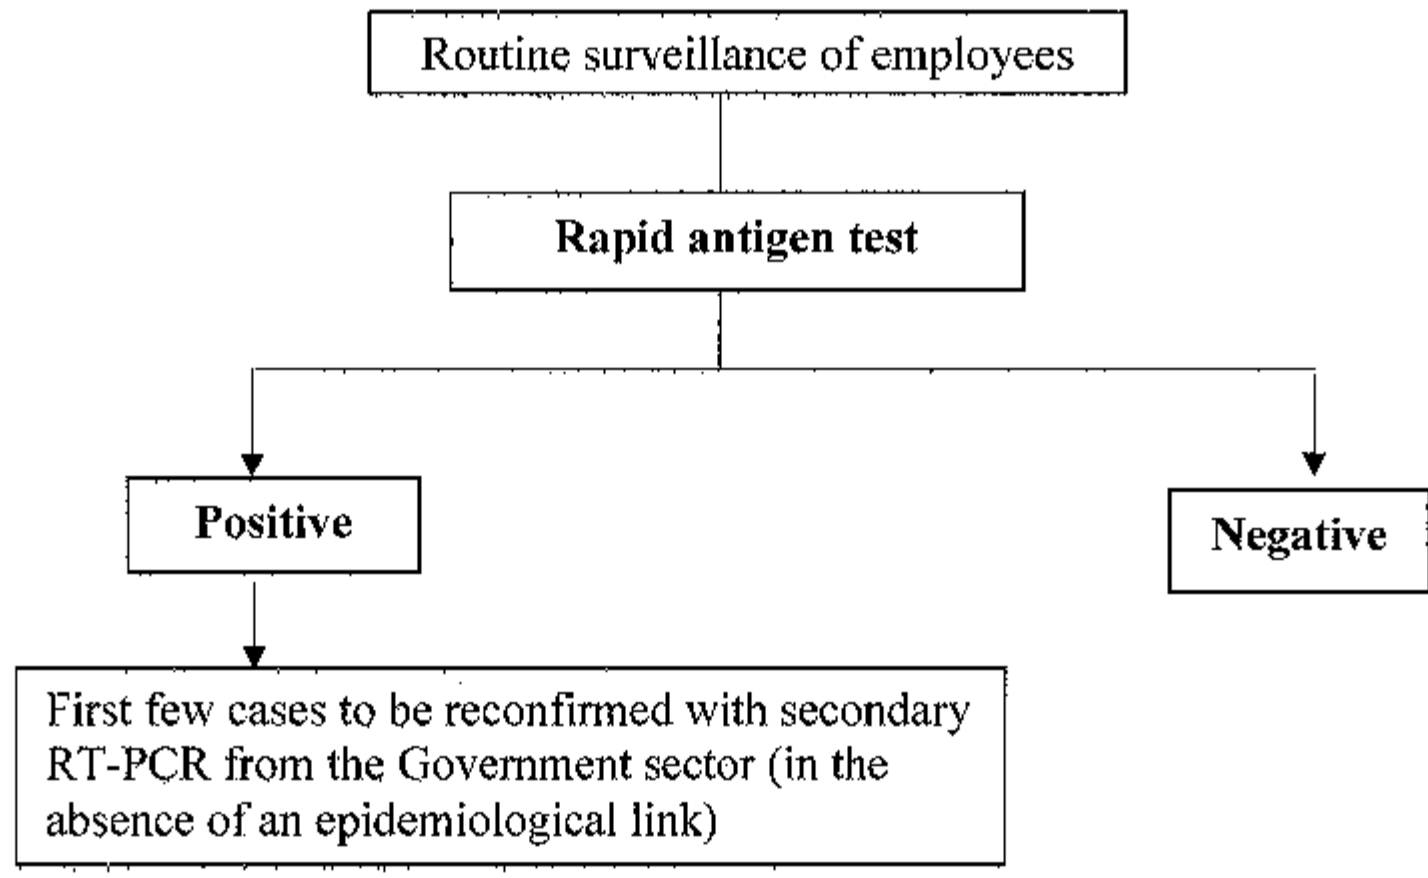 Routine surveillance of employees
Rapid antigen test
Positive
Negative
First few cases to be reconfirmed with secondary
RT-PCR from the Government sector (in the
absence of an epidemiological link)